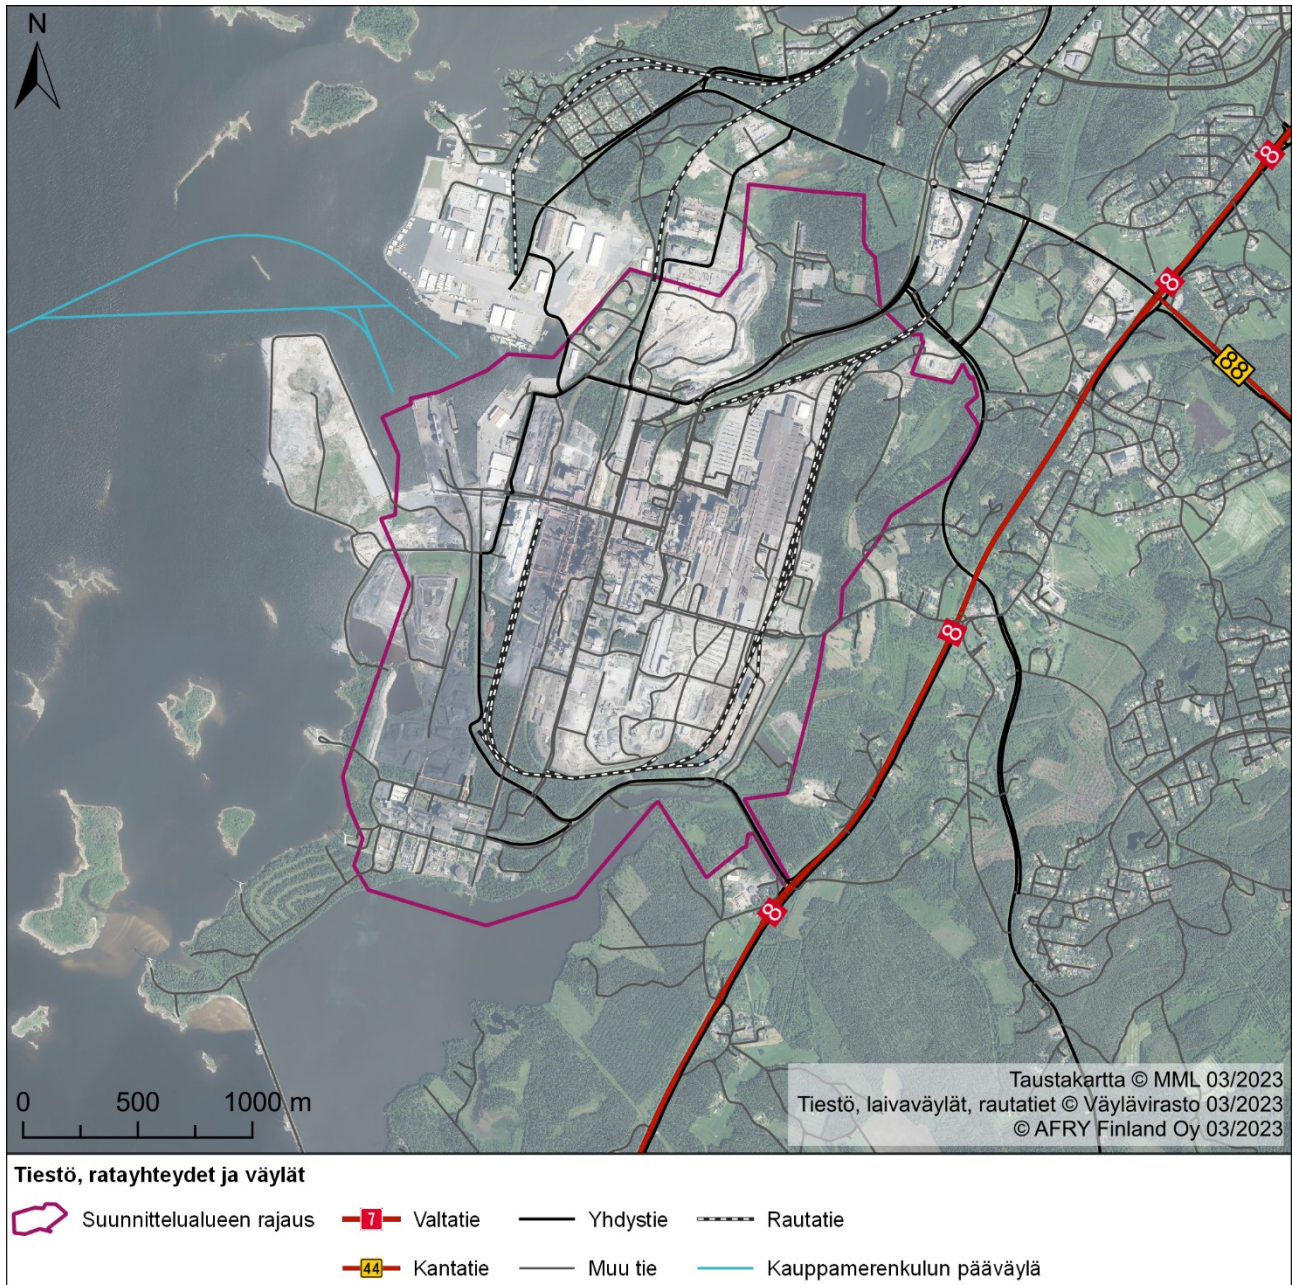 N
8
8
88
8
8
0 500 1000 m
Taustakartta © MML 03/2023
Tiestö, laivaväylät, rautatiet © Väylävirasto 03/2023
© AFRY Finland Oy 03/2023
Tiestö, ratayhteydet ja väylät
Suunnittelualueen rajaus 7 Valtatie Yhdystie Rautatie
44 Kantatie Muu tie Kauppamerenkulun pääväylä